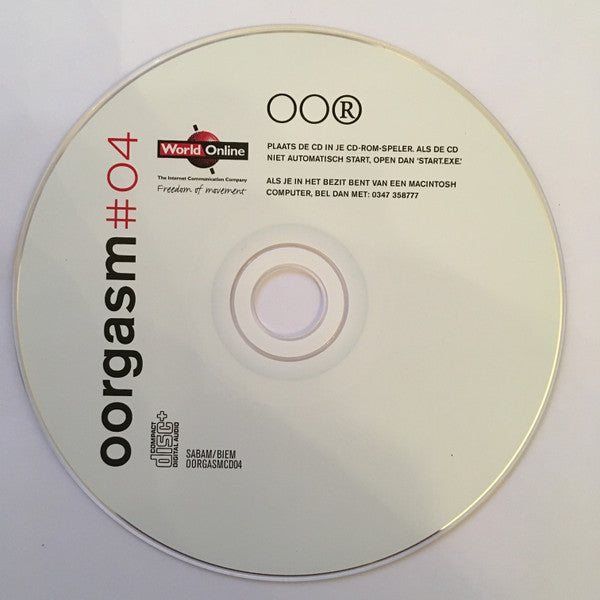 OO®
World Online
The Internet Communication Company
Freedom of movement
PLAATS DE CD IN JE CD-ROM-SPELER. ALS DE CD
NIET AUTOMATISCH START, OPEN DAN 'START.EXE.'
ALS JE IN HET BEZIT BENT VAN EEN MACINTOSH
COMPUTER, BEL DAN MET: 0347 358777
oorgasm#04
COMPACT
disc+
DIGITAL AUDIO
SABAM/BIEM
OORGASMCD04